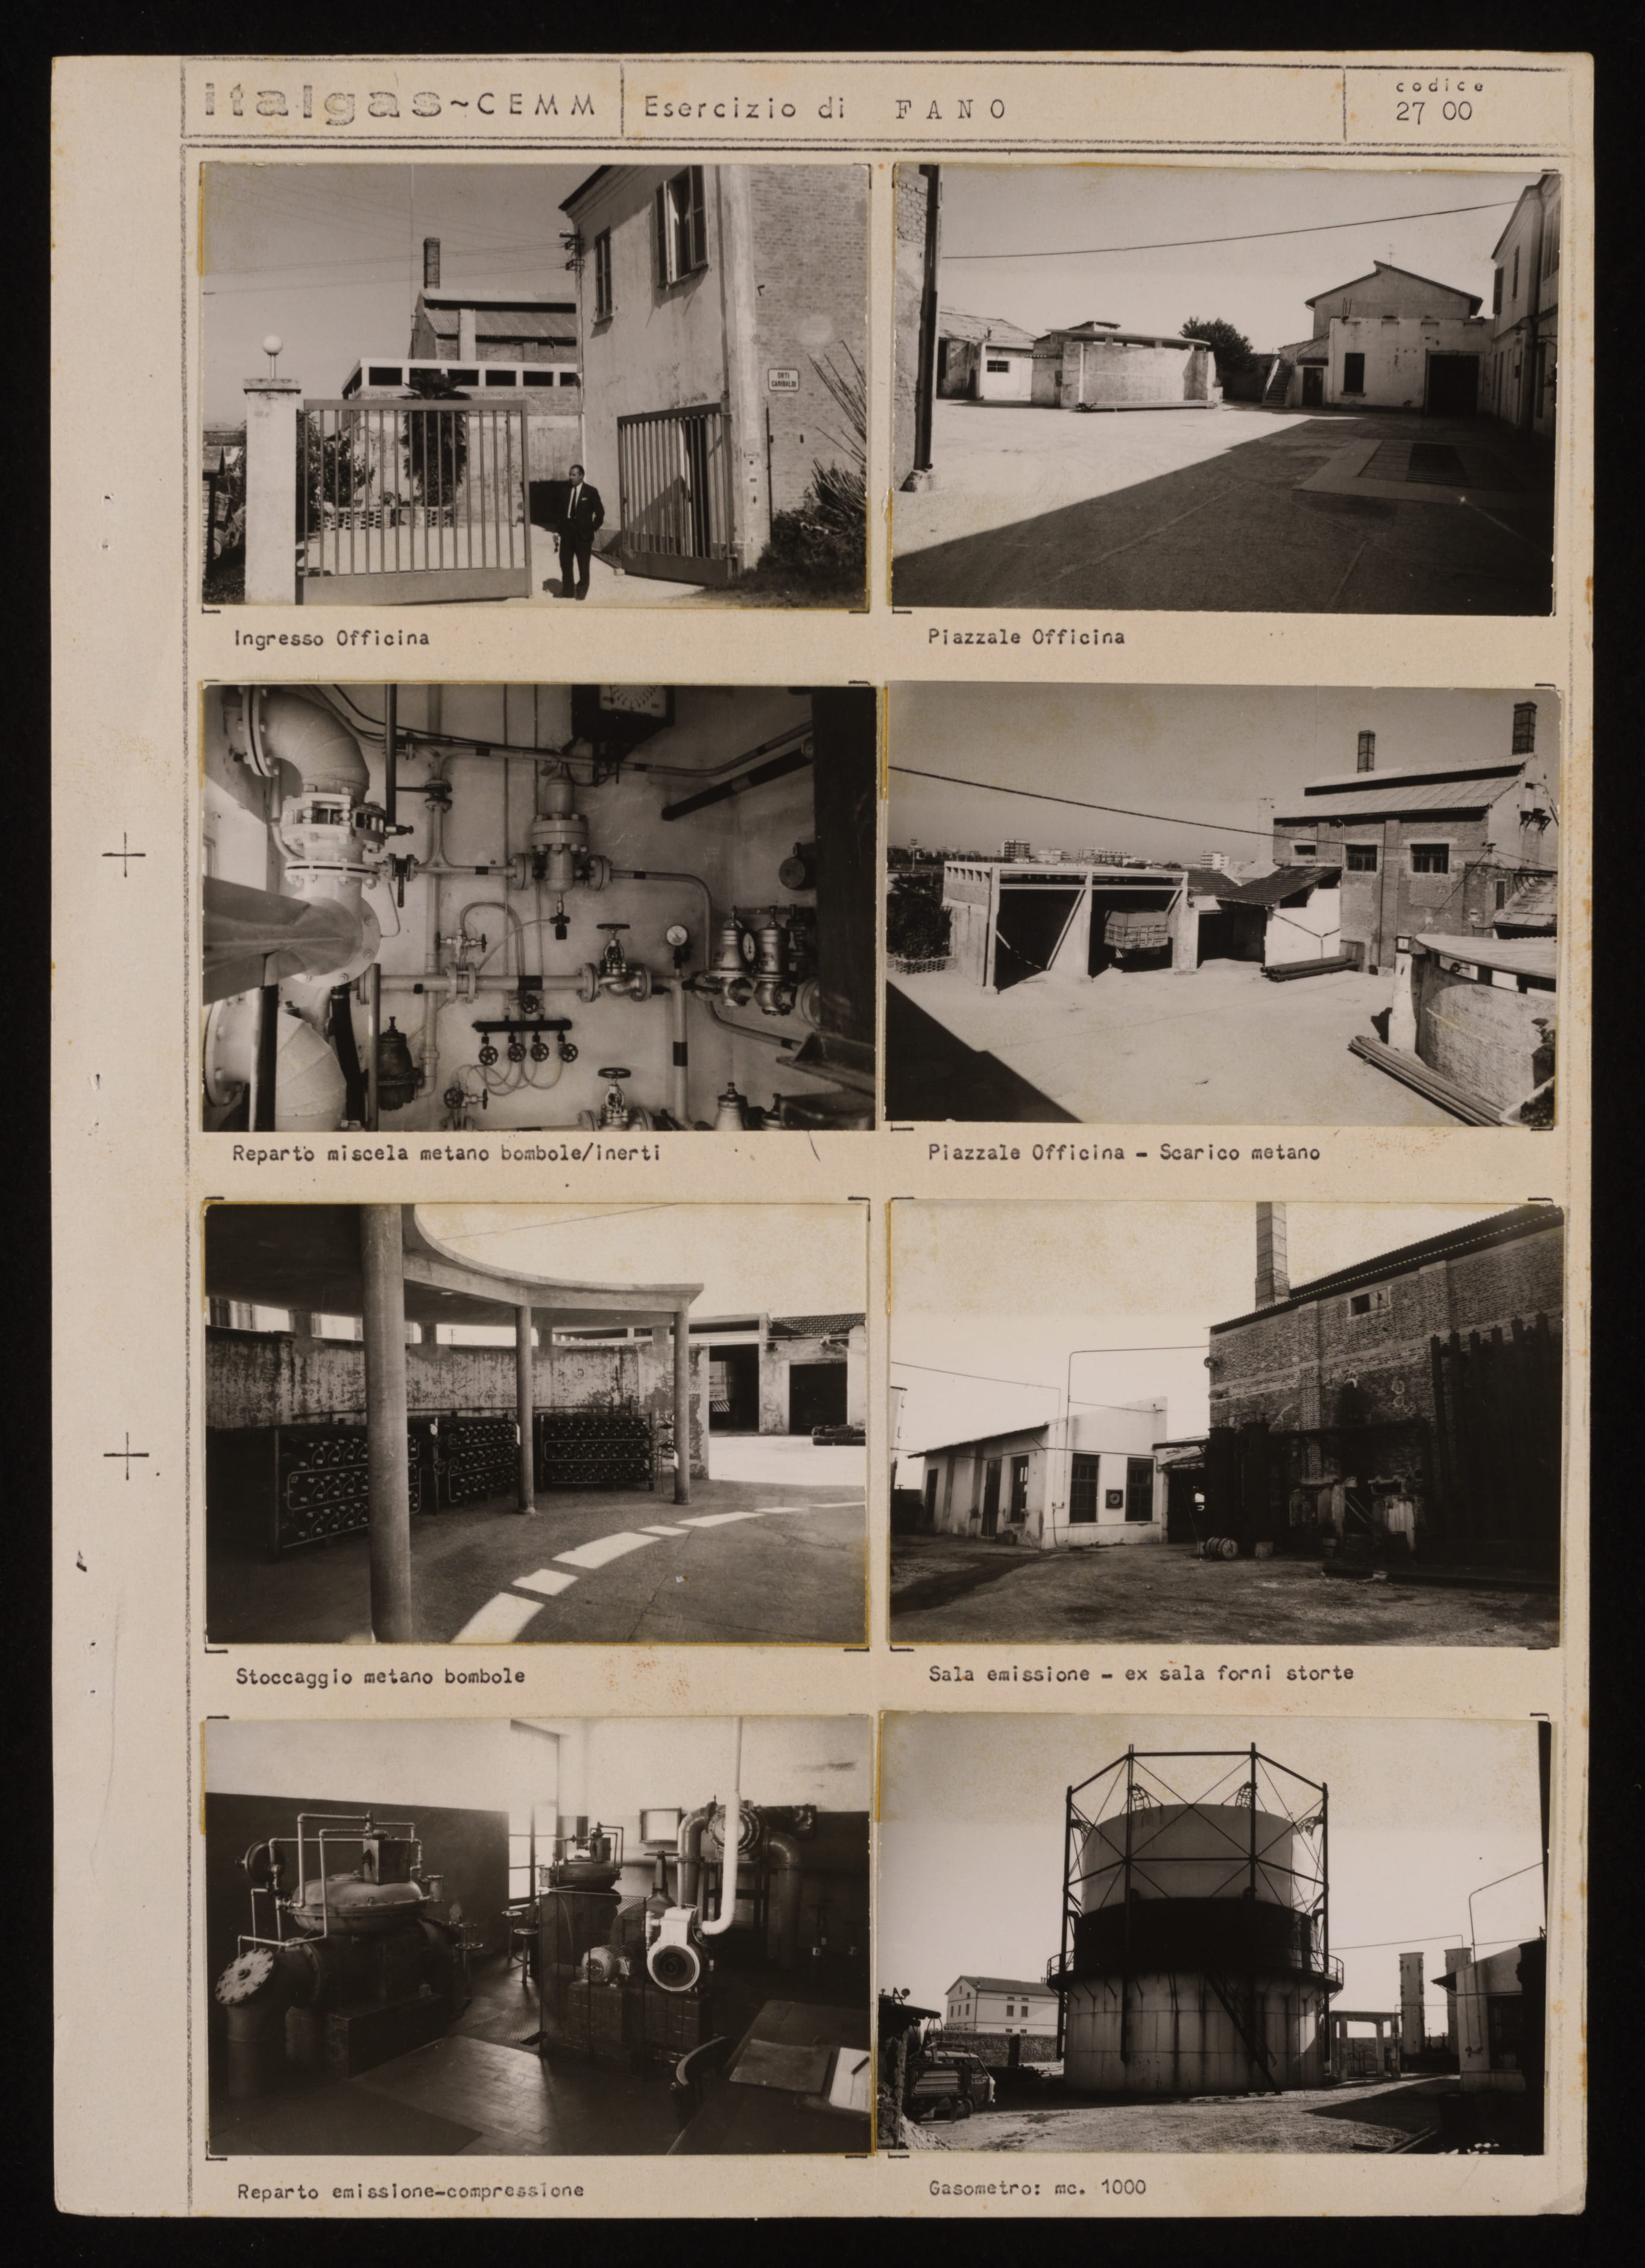 italgas~CEMM
Esercizio di FANO
codice
27 00
ORTI
GARIBALDI
Ingresso Officina
Piazzale Officina
Reparto miscela metano bombole/inerti
Piazzale Officina - Scarico metano
Stoccaggio metano bombole
Sala emissione - ex sala forni storte
Reparto emissione-compressione
Gasometro: mc. 1000